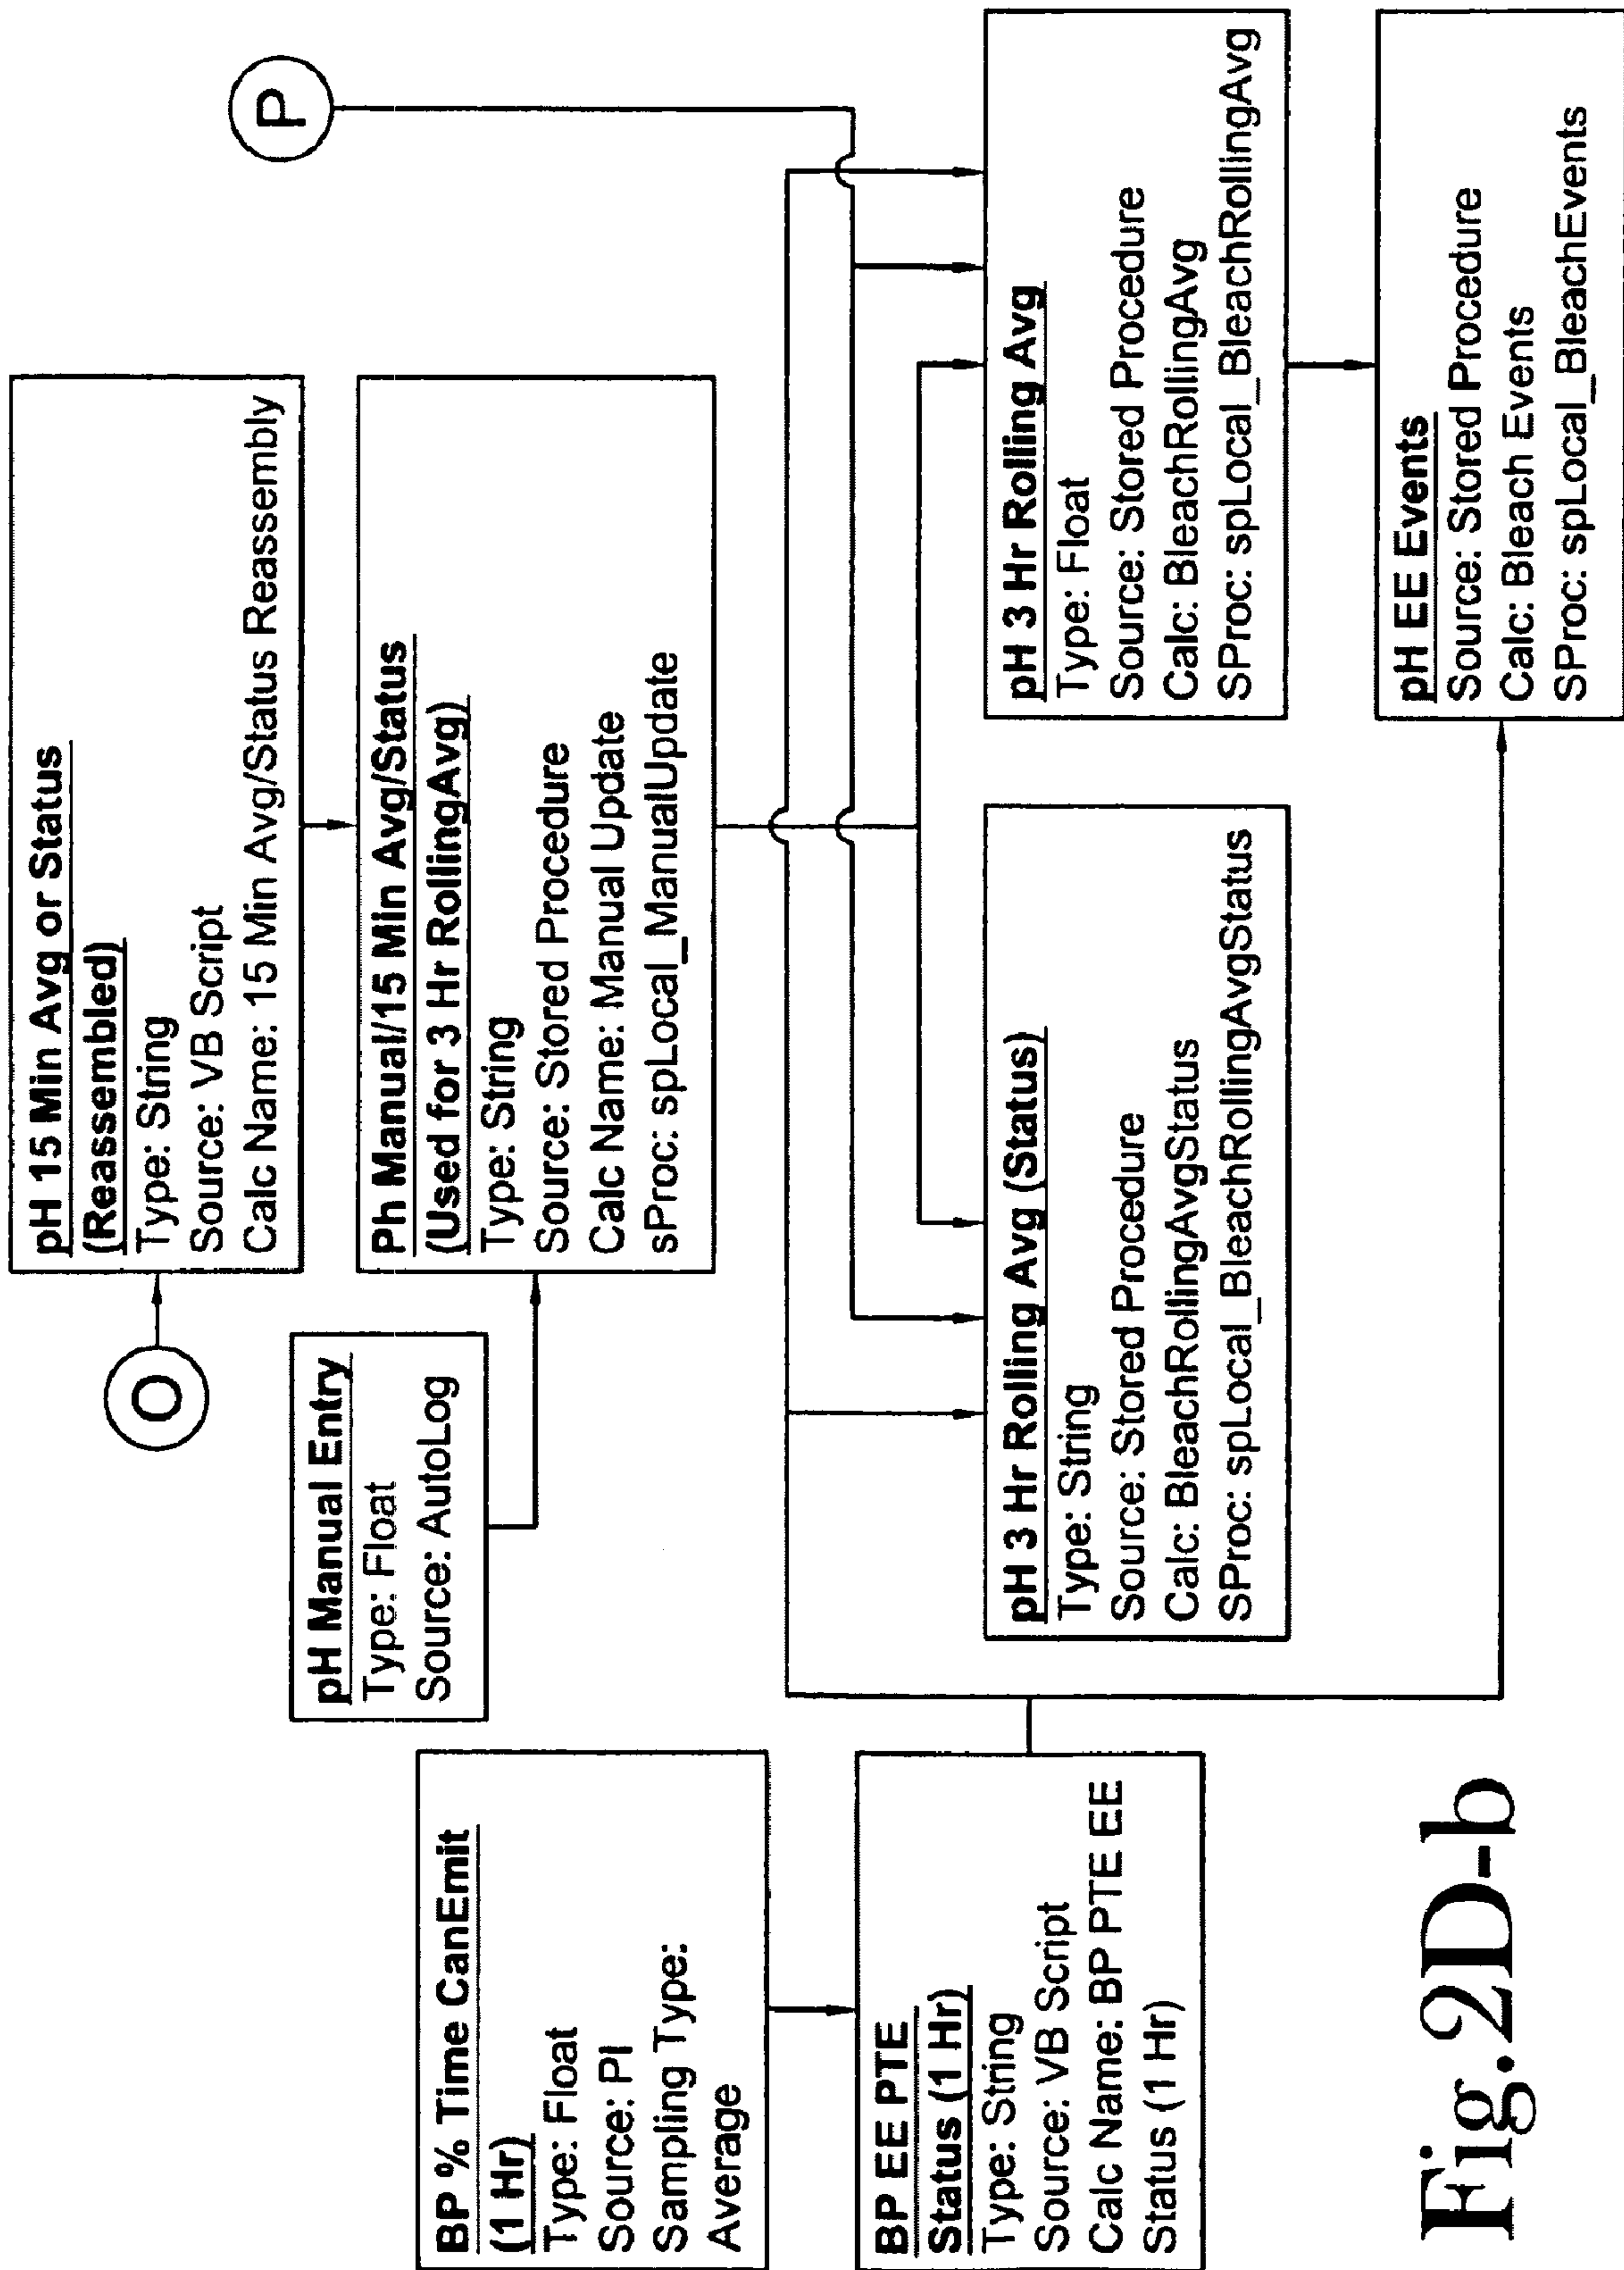 O
pH 15 Min Avg or Status
(Reassembled)
Type: String
Source: VB Script
Calc Name: 15 Min Avg/Status Reassembly
P
pH Manual Entry
Type: Float
Source: AutoLog
Ph Manual/15 Min Avg/Status
(Used for 3 Hr RollingAvg)
Type: String
Source: Stored Procedure
Calc Name: Manual Update
sProc: spLocal_ManualUpdate
BP % Time CanEmit
(1 Hr)
Type: Float
Source: PI
Sampling Type:
Average
BP EE PTE
Status (1 Hr)
Type: String
Source: VB Script
Calc Name: BP PTE EE
Status (1 Hr)
pH 3 Hr Rolling Avg (Status)
Type: String
Source: Stored Procedure
Calc: BleachRollingAvgStatus
SProc: spLocal_BleachRollingAvgStatus
pH 3 Hr Rolling Avg
Type: Float
Source: Stored Procedure
Calc: BleachRollingAvg
SProc: spLocal_BleachRollingAvg
pH EE Events
Source: Stored Procedure
Calc: Bleach Events
SProc: spLocal_BleachEvents
Fig.2D-b